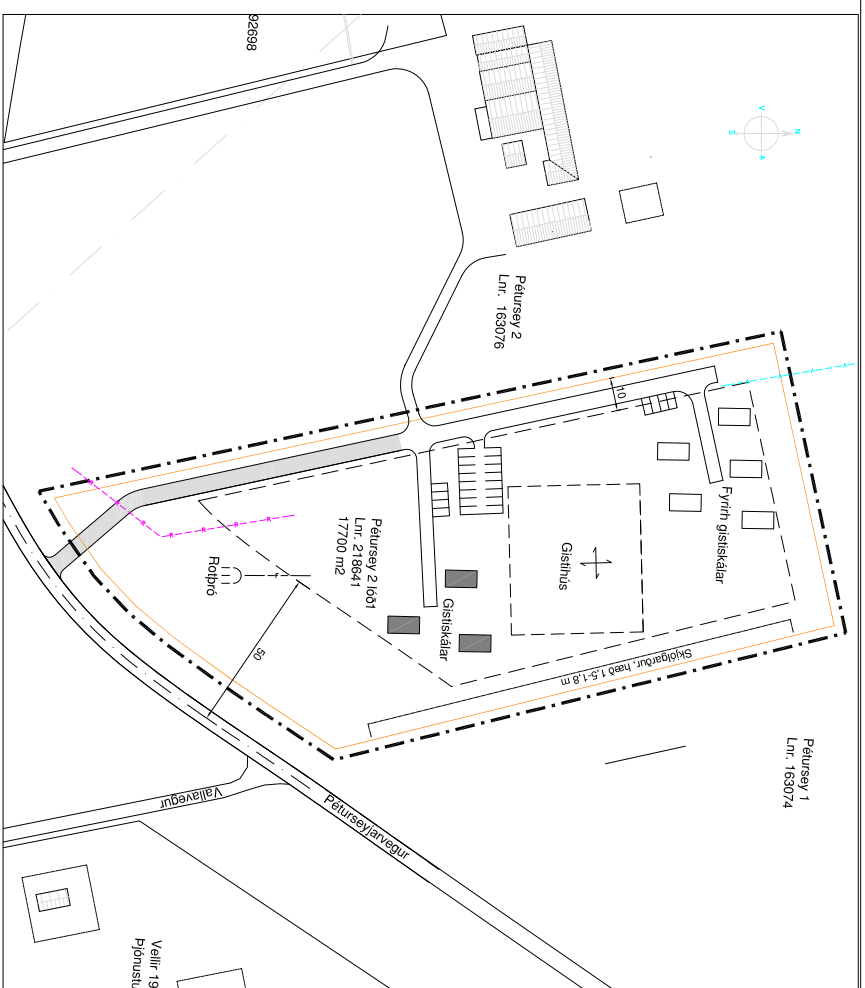 92698
V
N
S
A
Pétursey 2
Lnr. 163076
10
Fyrirh gistiskálar
Gistihús
Pétursey 2 lóð1
Lnr. 218641
17700 m2
Rotþró
Gistiskálar
50
Skjólgarður, hæð 1,5-1,8 m
Pétursey 1
Lnr. 163074
Vallavegur
Péturseyjarvegur
Vellir 19
Þjónustu
V
V
V
R
R
R
R
R
R